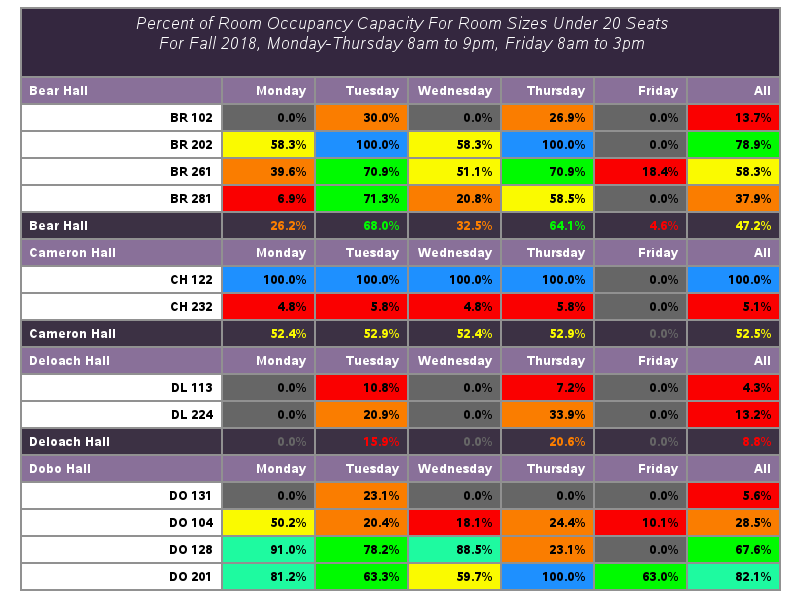 Percent of Room Occupancy Capacity For Room Sizes Under 20 Seats
For Fall 2018, Monday-Thursday 8am to 9pm, Friday 8am to 3pm
Bear Hall Monday Tuesday Wednesday Thursday Friday All
BR 102 0.0% 30.0% 0.0% 26.9% 0.0% 13.7%
BR 202 58.3% 100.0% 58.3% 100.0% 0.0% 78.9%
BR 261 39.6% 70.9% 51.1% 70.9% 18.4% 58.3%
BR 281 6.9% 71.3% 20.8% 58.5% 0.0% 37.9%
Bear Hall 26.2% 68.0% 32.5% 64.1% 4.6% 47.2%
Cameron Hall Monday Tuesday Wednesday Thursday Friday All
CH 122 100.0% 100.0% 100.0% 100.0% 0.0% 100.0%
CH 232 4.8% 5.8% 4.8% 5.8% 0.0% 5.1%
Cameron Hall 52.4% 52.9% 52.4% 52.9% 0.0% 52.5%
Deloach Hall Monday Tuesday Wednesday Thursday Friday All
DL 113 0.0% 10.8% 0.0% 7.2% 0.0% 4.3%
DL 224 0.0% 20.9% 0.0% 33.9% 0.0% 13.2%
Deloach Hall 0.0% 15.9% 0.0% 20.6% 0.0% 8.8%
Dobo Hall Monday Tuesday Wednesday Thursday Friday All
DO 131 0.0% 23.1% 0.0% 0.0% 0.0% 5.6%
DO 104 50.2% 20.4% 18.1% 24.4% 10.1% 28.5%
DO 128 91.0% 78.2% 88.5% 23.1% 0.0% 67.6%
DO 201 81.2% 63.3% 59.7% 100.0% 63.0% 82.1%